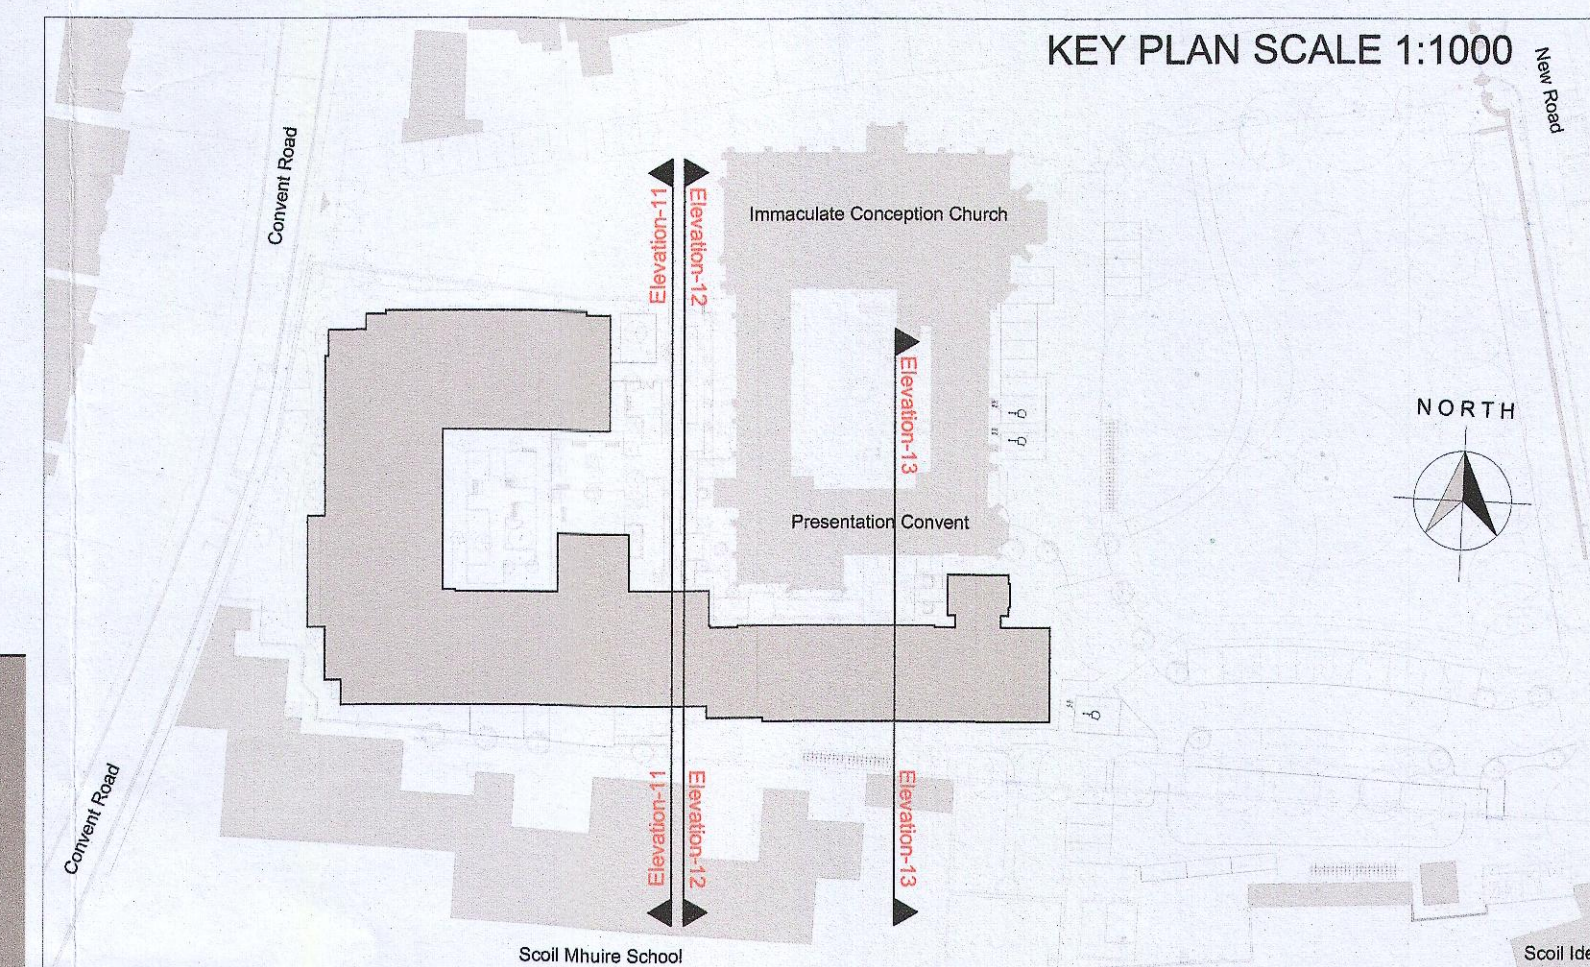 KEY PLAN SCALE 1:1000
New Road
Convent Road
Elevation-11
Elevation-12
Immaculate Conception Church
Elevation-13
NORTH
Presentation Convent
Convent Road
Elevation-11
Elevation-12
Elevation-13
Scoil Mhuire School
Scoil Ide